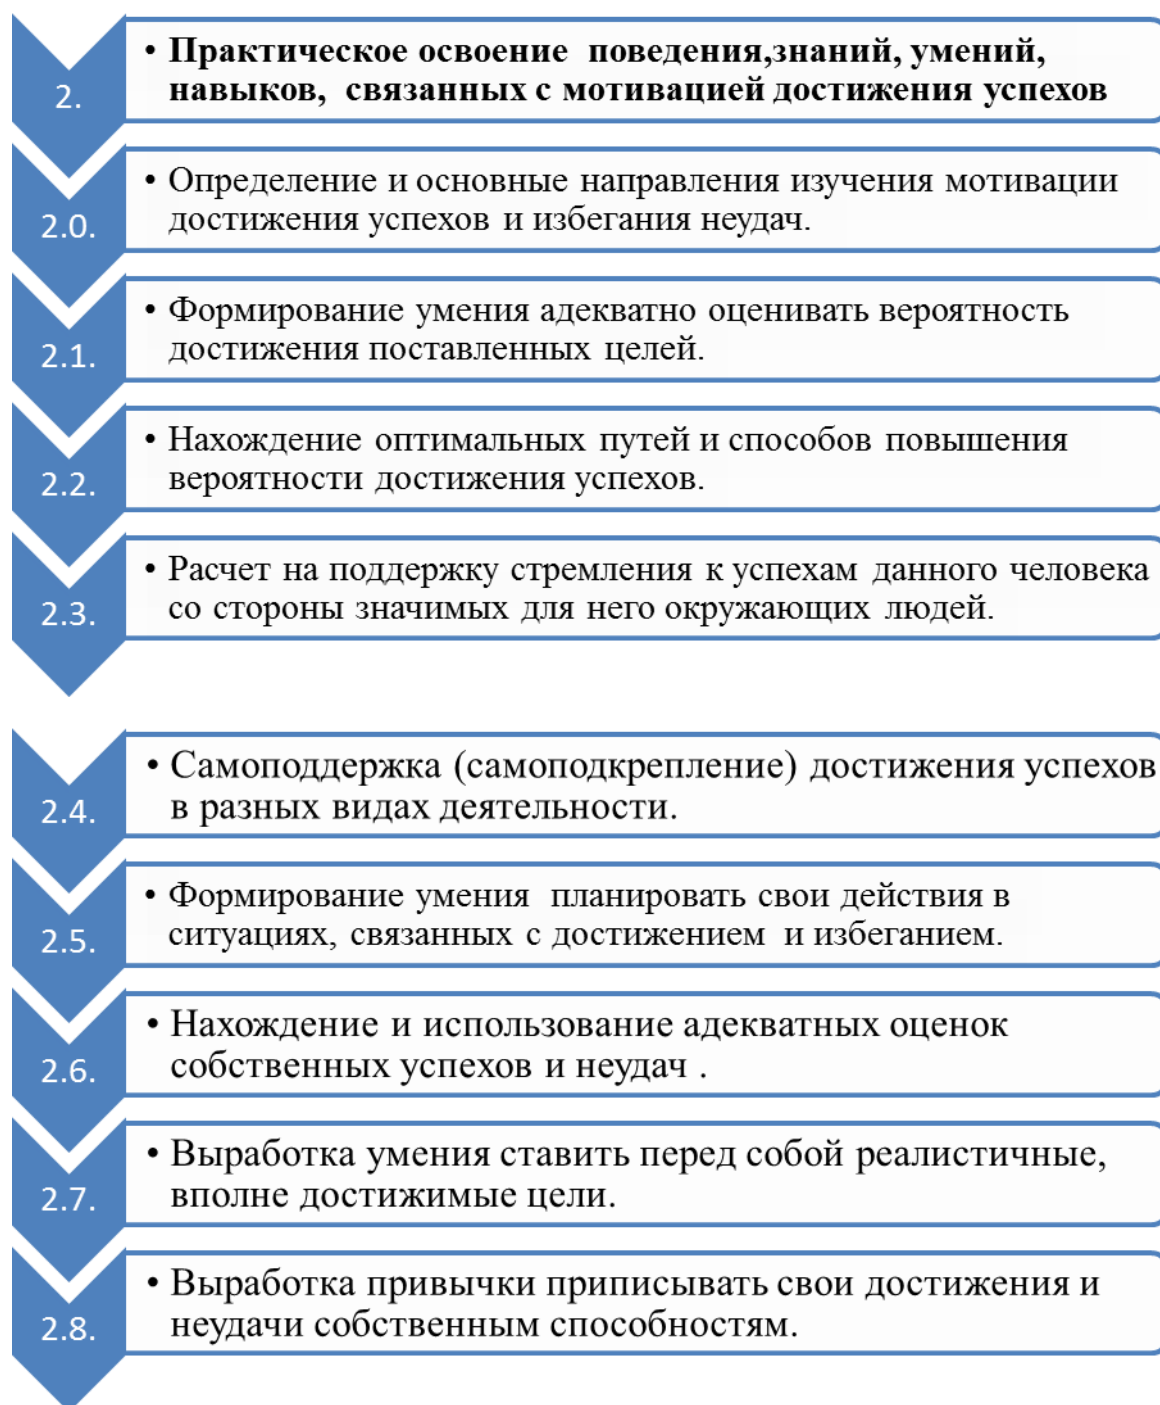 2.
• Практическое освоение поведения,знаний, умений,
навыков, связанных с мотивацией достижения успехов
2.0.
• Определение и основные направления изучения мотивации
достижения успехов и избегания неудач.
2.1.
• Формирование умения адекватно оценивать вероятность
достижения поставленных целей.
2.2.
• Нахождение оптимальных путей и способов повышения
вероятности достижения успехов.
2.3.
• Расчет на поддержку стремления к успехам данного человека
со стороны значимых для него окружающих людей.
2.4.
• Самоподдержка (самоподкрепление) достижения успехов
в разных видах деятельности.
2.5.
• Формирование умения планировать свои действия в
ситуациях, связанных с достижением и избеганием.
2.6.
• Нахождение и использование адекватных оценок
собственных успехов и неудач .
2.7.
• Выработка умения ставить перед собой реалистичные,
вполне достижимые цели.
2.8.
• Выработка привычки приписывать свои достижения и
неудачи собственным способностям.